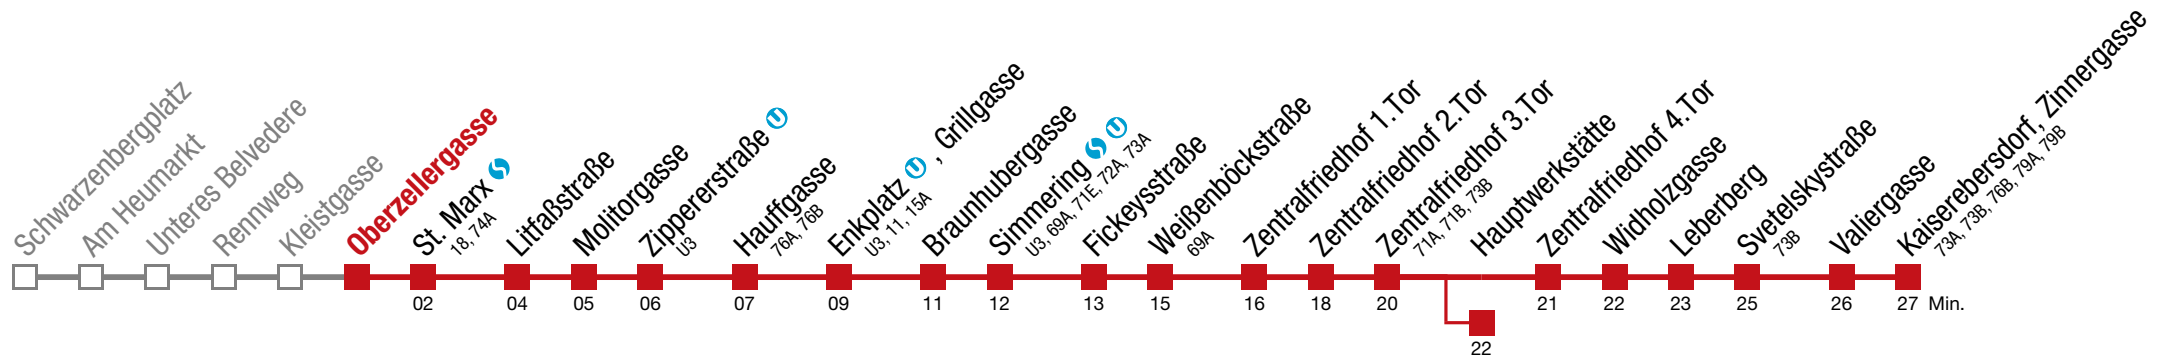 Schwarzenbergplatz
Am Heumarkt
Unteres Belvedere
Rennweg
Kleistgasse
Oberzellergasse
St. Marx
18, 74A
02
Litfaßstraße
04
Molitorgasse
05
Zippererstraße U
U3
06
Hauffgasse
76A, 76B
07
Enkplatz U , Grillgasse
U3, 11, 15A
09
Braunhubergasse
11
Simmering U
U3, 69A, 71E, 72A, 73A
12
Fickeysstraße
13
Weißenböckstraße
69A
15
Zentralfriedhof 1.Tor
16
Zentralfriedhof 2.Tor
18
Zentralfriedhof 3.Tor
71A, 71B, 73B
20
Hauptwerkstätte
22
Zentralfriedhof 4.Tor
21
Widholzgasse
22
Leberberg
23
Svetelskystraße
73B
25
Valiergasse
26
Kaiserebersdorf, Zinnergasse
73A, 73B, 76B, 79A, 79B
27 Min.